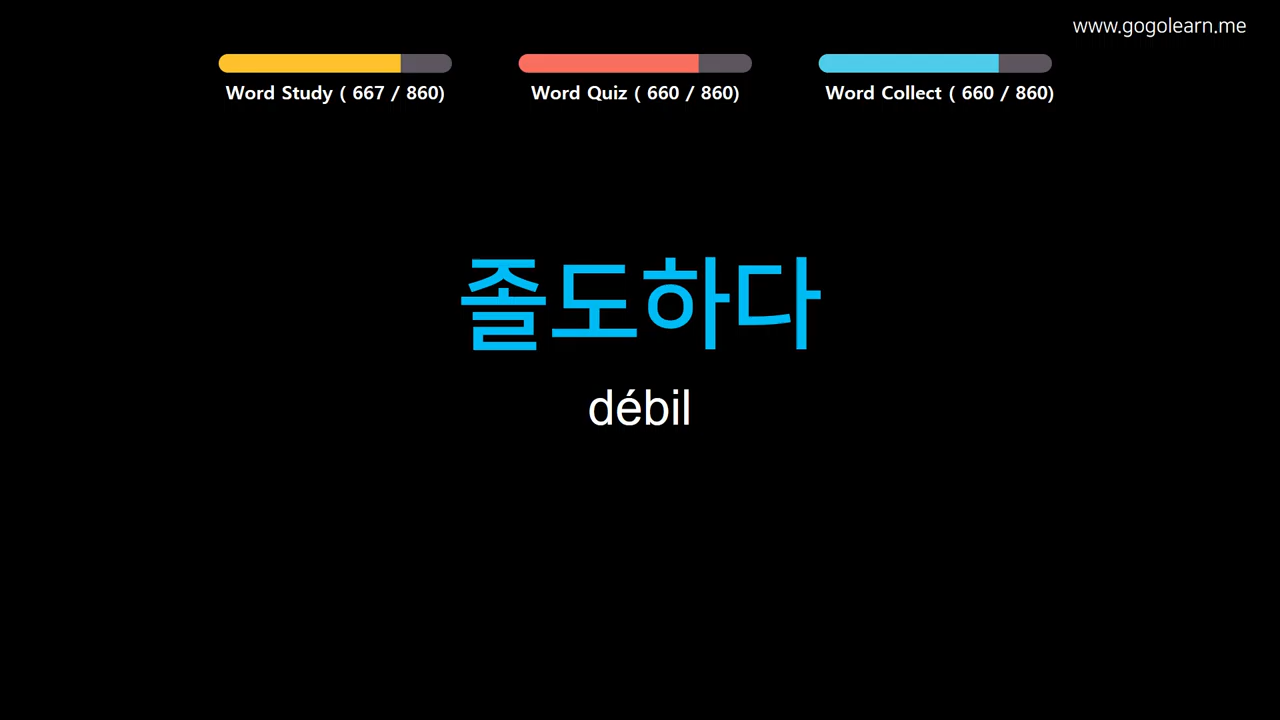 www.gogolearn.me
Word Study ( 667 / 860)
Word Quiz ( 660 / 860)
Word Collect ( 660 / 860)
졸도하다
débil